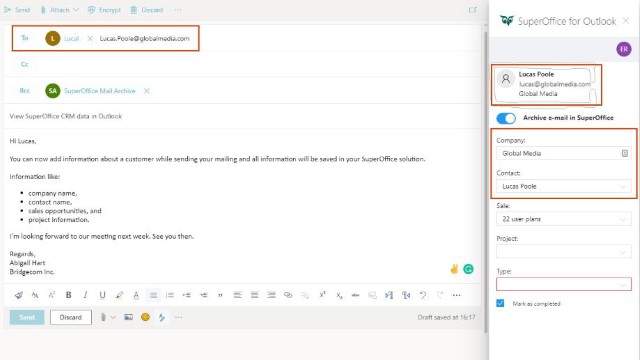 Send Attach Encrypt Discard ...
To L Lucal × Lucas.Poole@globalmedia.com
Cc
Bcc SA SuperOffice Mail Archive ×
View SuperOffice CRM data in Outlook
Hi Lucas,
You can now add information about a customer while sending your mailing and all information will be saved in your SuperOffice solution.
Information like:
• company name,
• contact name,
• sales opportunities, and
• project information.
I'm looking forward to our meeting next week. See you then.
Regards,
Abigail Hart
Bridgecom Inc.
B I U
Send Discard ... Draft saved at 16:17
SuperOffice for Outlook
ER
Lucas Poole
lucas@globalmedia.com
Global Media
Archive e-mail in SuperOffice
Company:
Global Media
Contact:
Lucas Poole
Sale:
22 user plans
Project:
Type:
Mark as completed